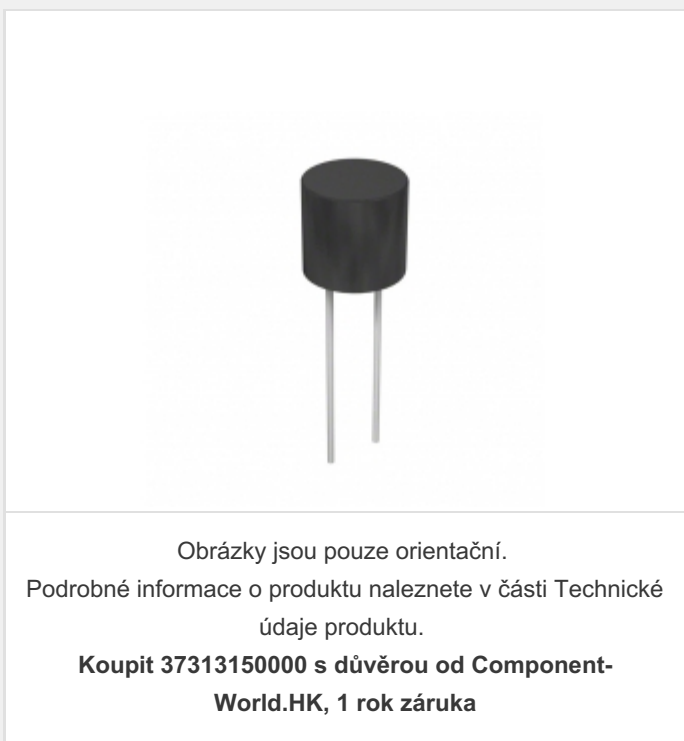 Obrázky jsou pouze orientační.
Podrobné informace o produktu naleznete v části Technické
údaje produktu.
Koupit 37313150000 s důvěrou od Component-
World.HK, 1 rok záruka